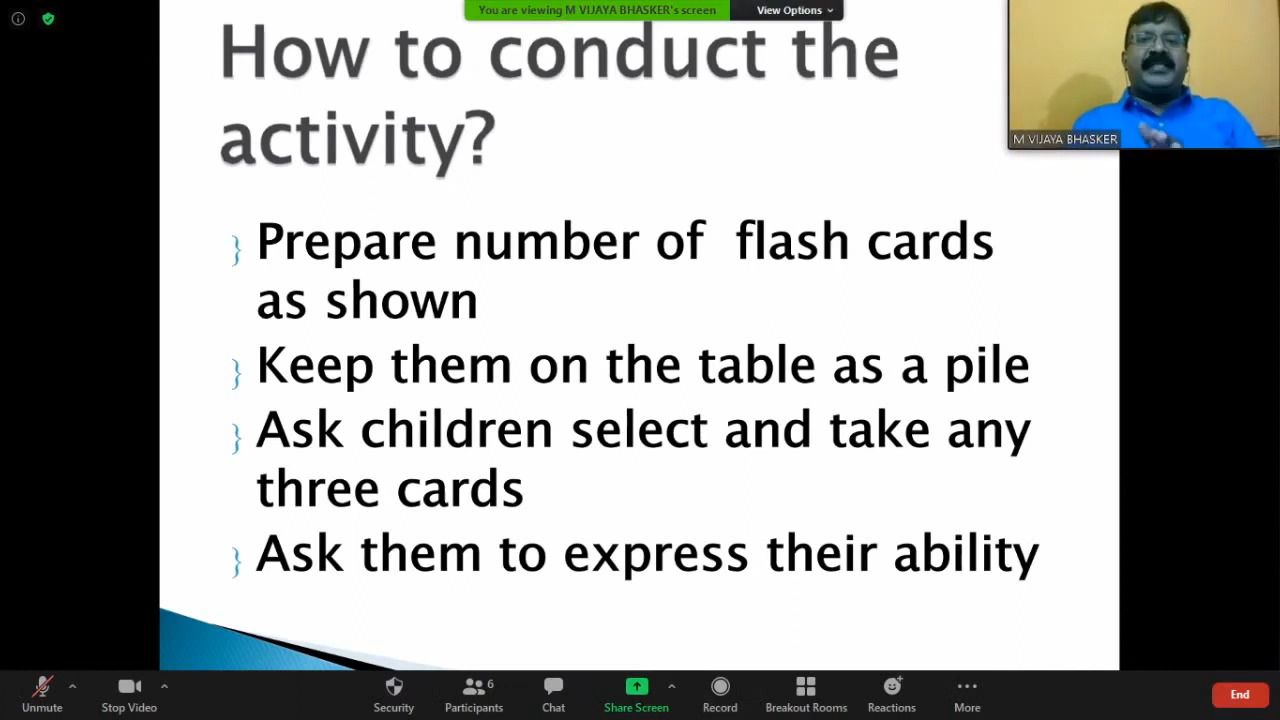 You are viewing M VIJAYA BHASKER's screen
View Options
How to conduct the
activity?
M VIJAYA BHASKER
Prepare number of flash cards
as shown
Keep them on the table as a pile
Ask children select and take any
three cards
Ask them to express their ability
Unmute
Stop Video
Security
6
Participants
Chat
Share Screen
Record
Breakout Rooms
Reactions
More
End